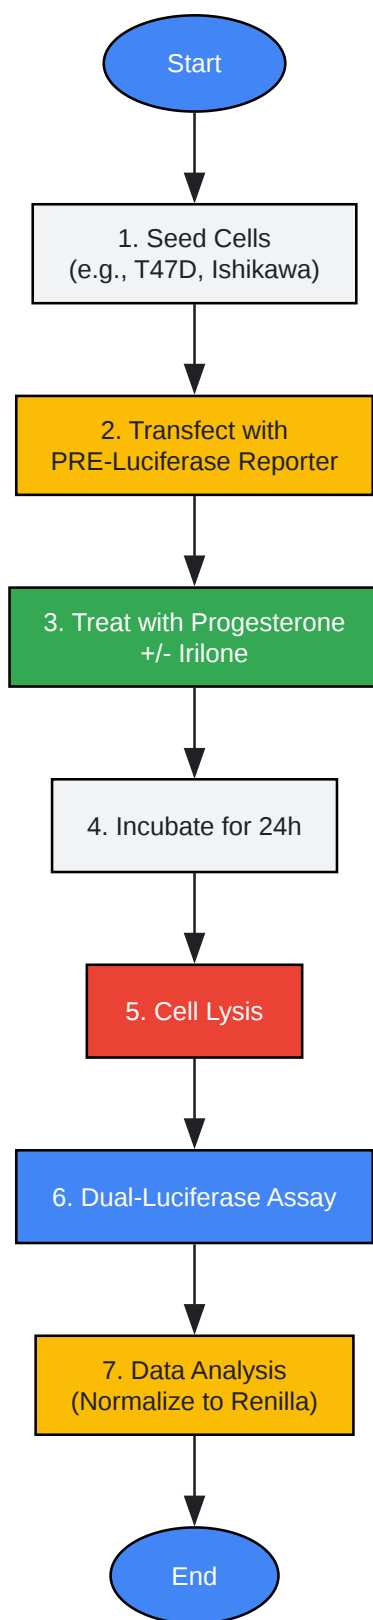 Start
1. Seed Cells
(e.g., T47D, Ishikawa)
2. Transfect with
PRE-Luciferase Reporter
3. Treat with Progesterone
+/- Irilone
4. Incubate for 24h
5. Cell Lysis
6. Dual-Luciferase Assay
7. Data Analysis
(Normalize to Renilla)
End